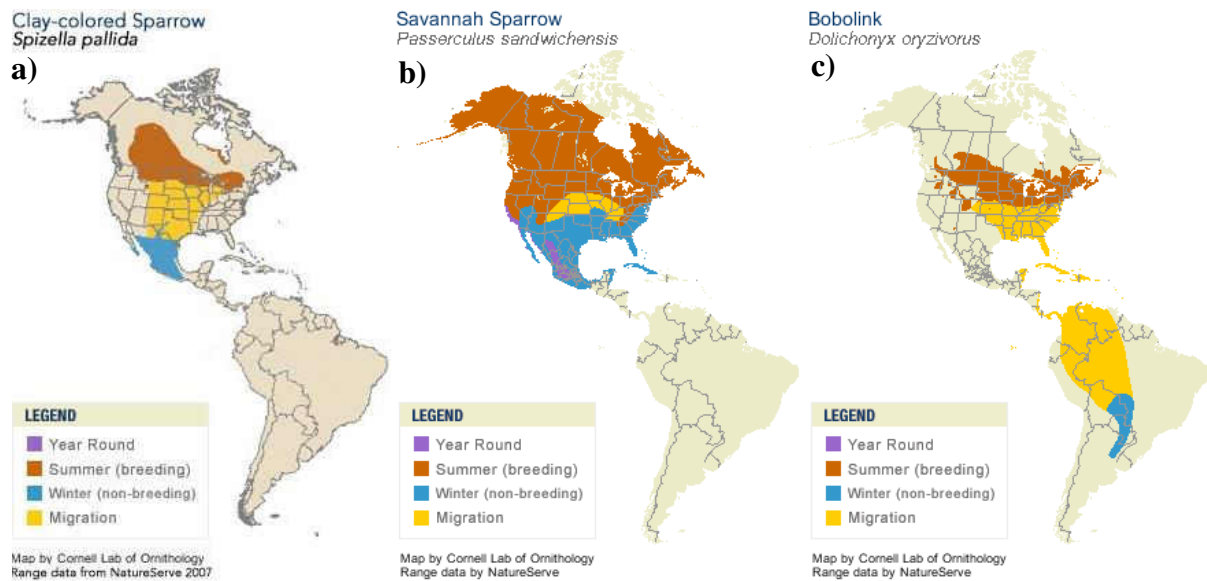 Clay-colored Sparrow
Spizella pallida
a)
LEGEND
Year Round
Summer (breeding)
Winter (non-breeding)
Migration
Map by Cornell Lab of Ornithology
Range data from NatureServe 2007
Savannah Sparrow
Passerculus sandwichensis
b)
LEGEND
Year Round
Summer (breeding)
Winter (non-breeding)
Migration
Map by Cornell Lab of Ornithology
Range data by NatureServe
Bobolink
Dolichonyx oryzivorus
c)
LEGEND
Year Round
Summer (breeding)
Winter (non-breeding)
Migration
Map by Cornell Lab of Ornithology
Range data by NatureServe